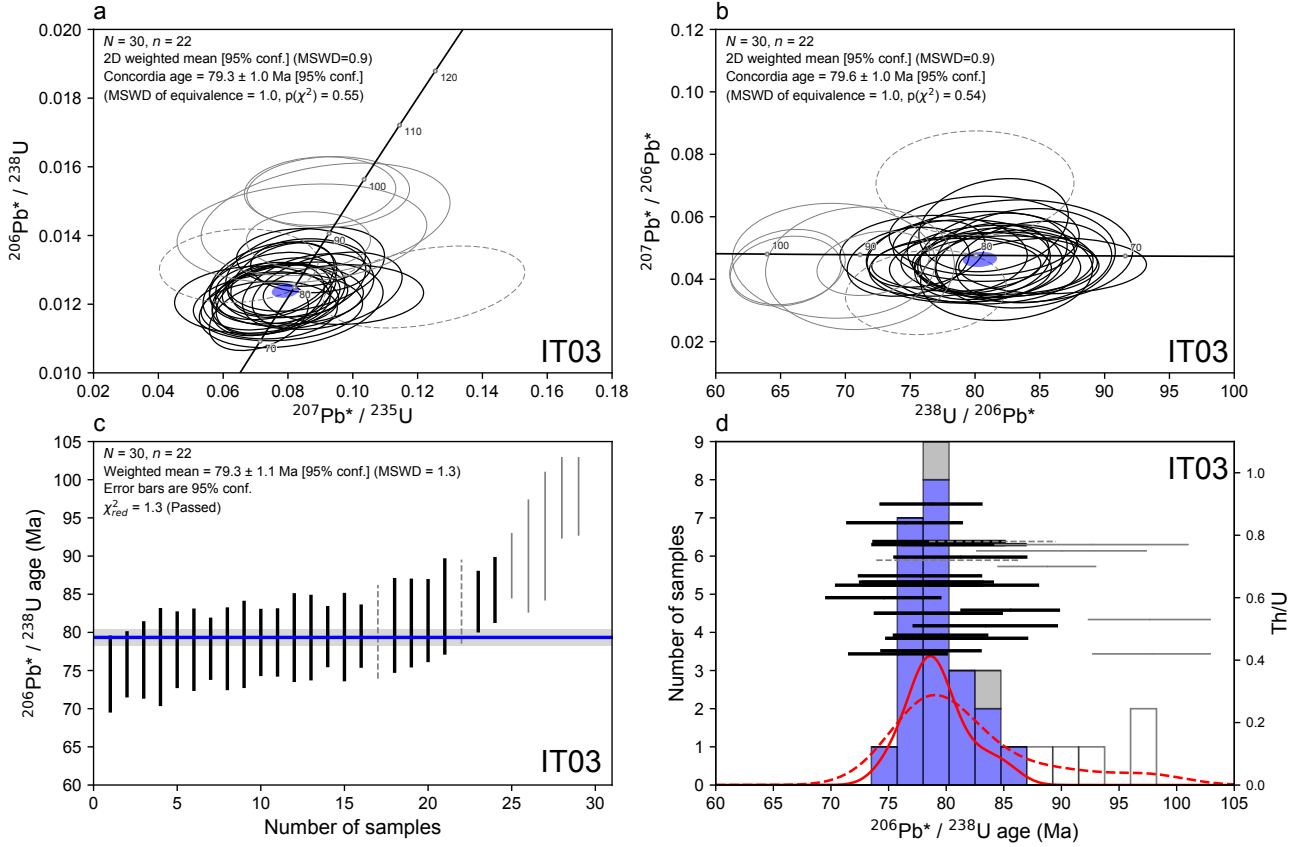 a
N = 30, n = 22
2D weighted mean [95% conf.] (MSWD=0.9)
Concordia age = 79.3 ± 1.0 Ma [95% conf.]
(MSWD of equivalence = 1.0, p(χ²) = 0.55)
0.020
0.018
0.016
0.014
0.012
0.010
²⁰⁶Pb* / ²³⁸U
120
110
100
90
80
70
IT03
0.02 0.04 0.06 0.08 0.10 0.12 0.14 0.16 0.18
²⁰⁷Pb* / ²³⁵U
b
N = 30, n = 22
2D weighted mean [95% conf.] (MSWD=0.9)
Concordia age = 79.6 ± 1.0 Ma [95% conf.]
(MSWD of equivalence = 1.0, p(χ²) = 0.54)
0.12
0.10
0.08
0.06
0.04
0.02
²⁰⁷Pb* / ²⁰⁶Pb*
100 90 80 70
IT03
60 65 70 75 80 85 90 95 100
²³⁸U / ²⁰⁶Pb*
c
N = 30, n = 22
Weighted mean = 79.3 ± 1.1 Ma [95% conf.] (MSWD = 1.3)
Error bars are 95% conf.
χ²red = 1.3 (Passed)
105
100
95
90
85
80
75
70
65
60
²⁰⁶Pb* / ²³⁸U age (Ma)
IT03
0 5 10 15 20 25 30
Number of samples
d
IT03
9
8
7
6
5
4
3
2
1
0
Number of samples
1.0
0.8
0.6
0.4
0.2
0.0
Th/U
60 65 70 75 80 85 90 95 100 105
²⁰⁶Pb* / ²³⁸U age (Ma)